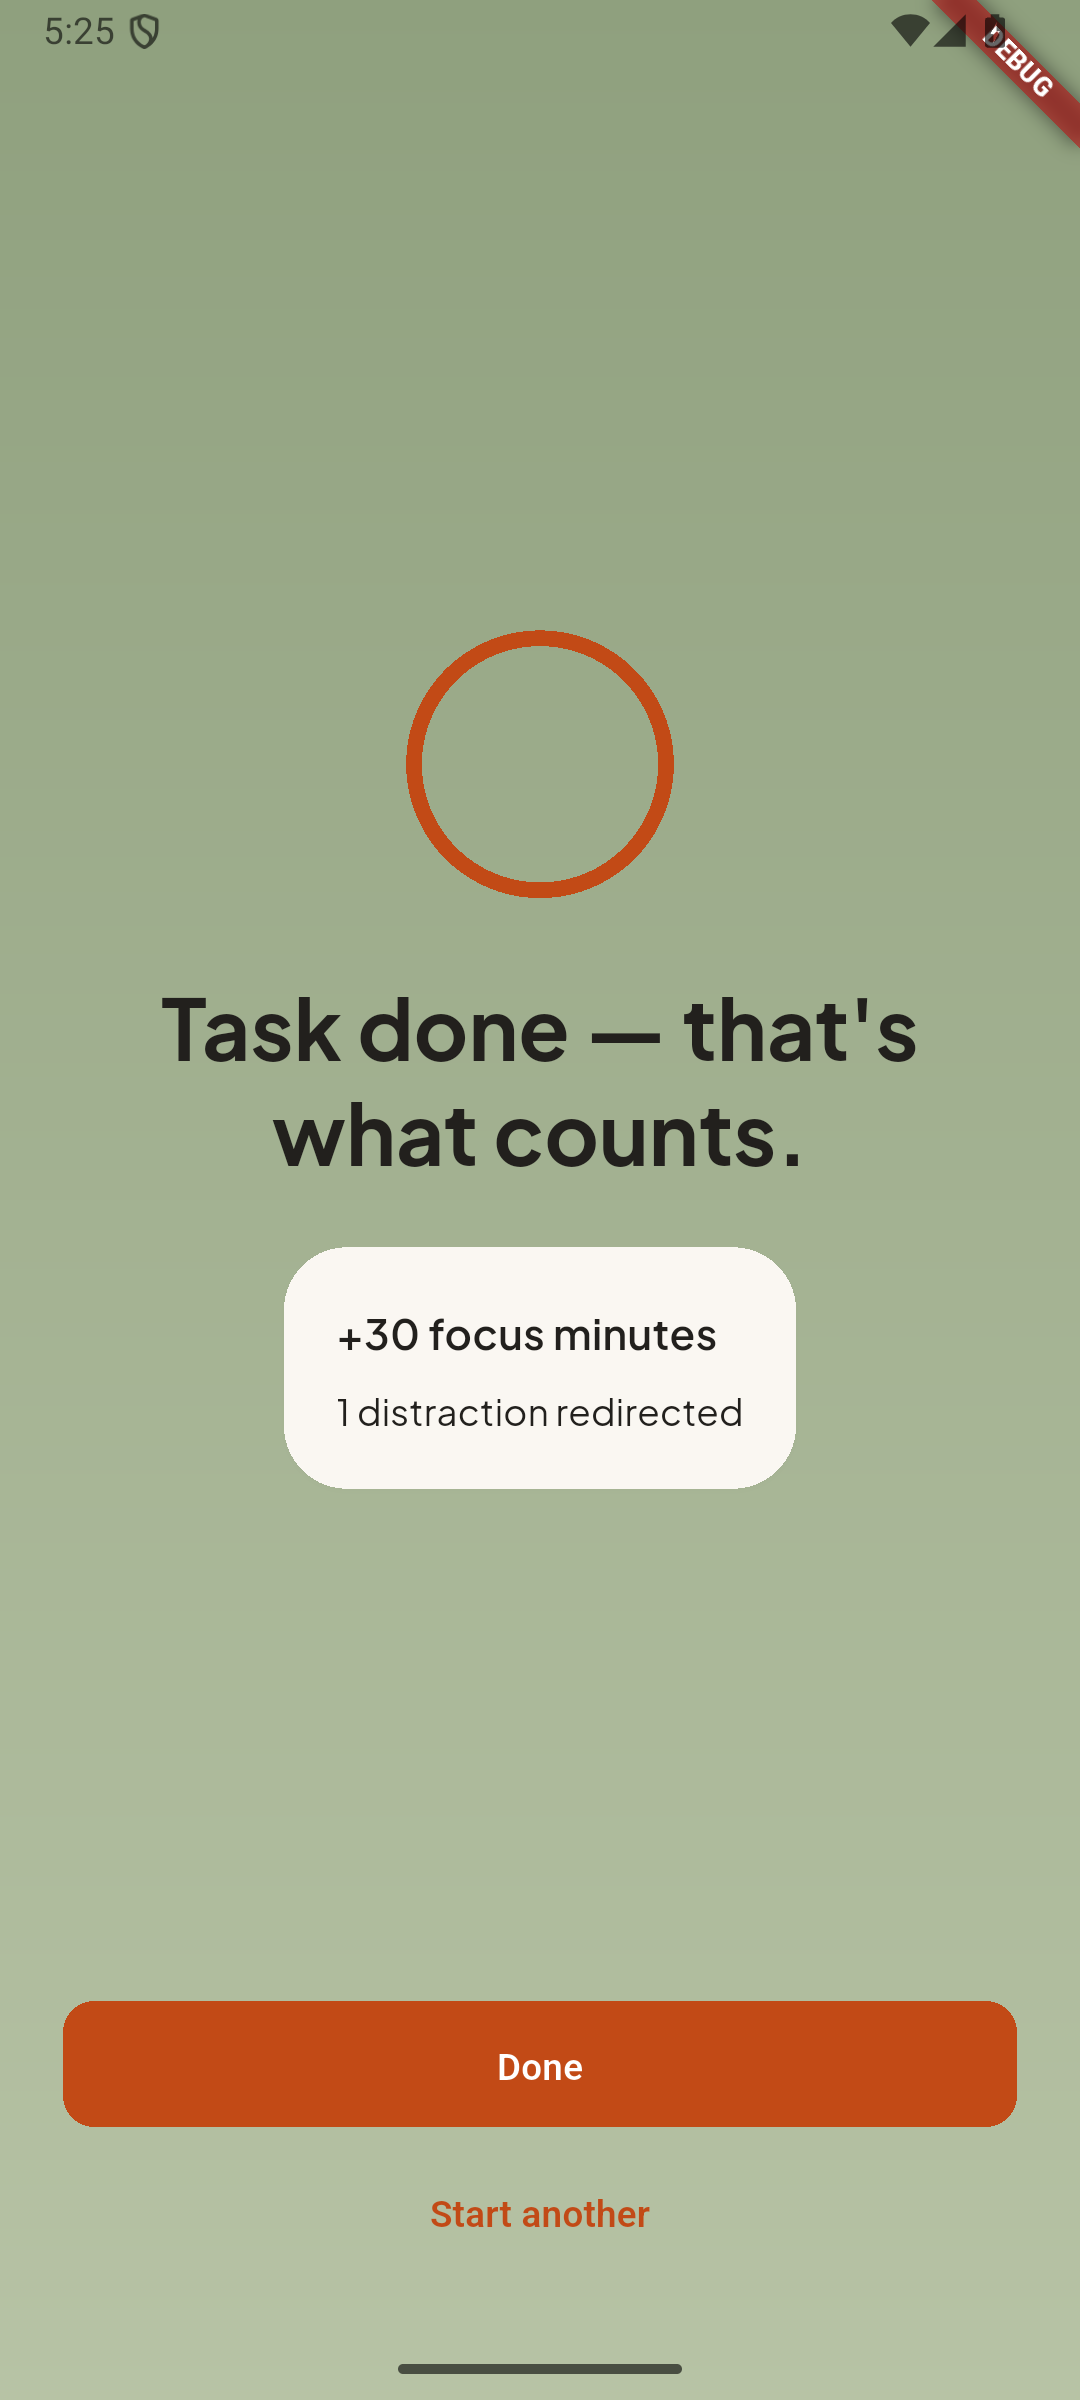 5:25
DEBUG
Task done — that's
what counts.
+30 focus minutes
1 distraction redirected
Done
Start another